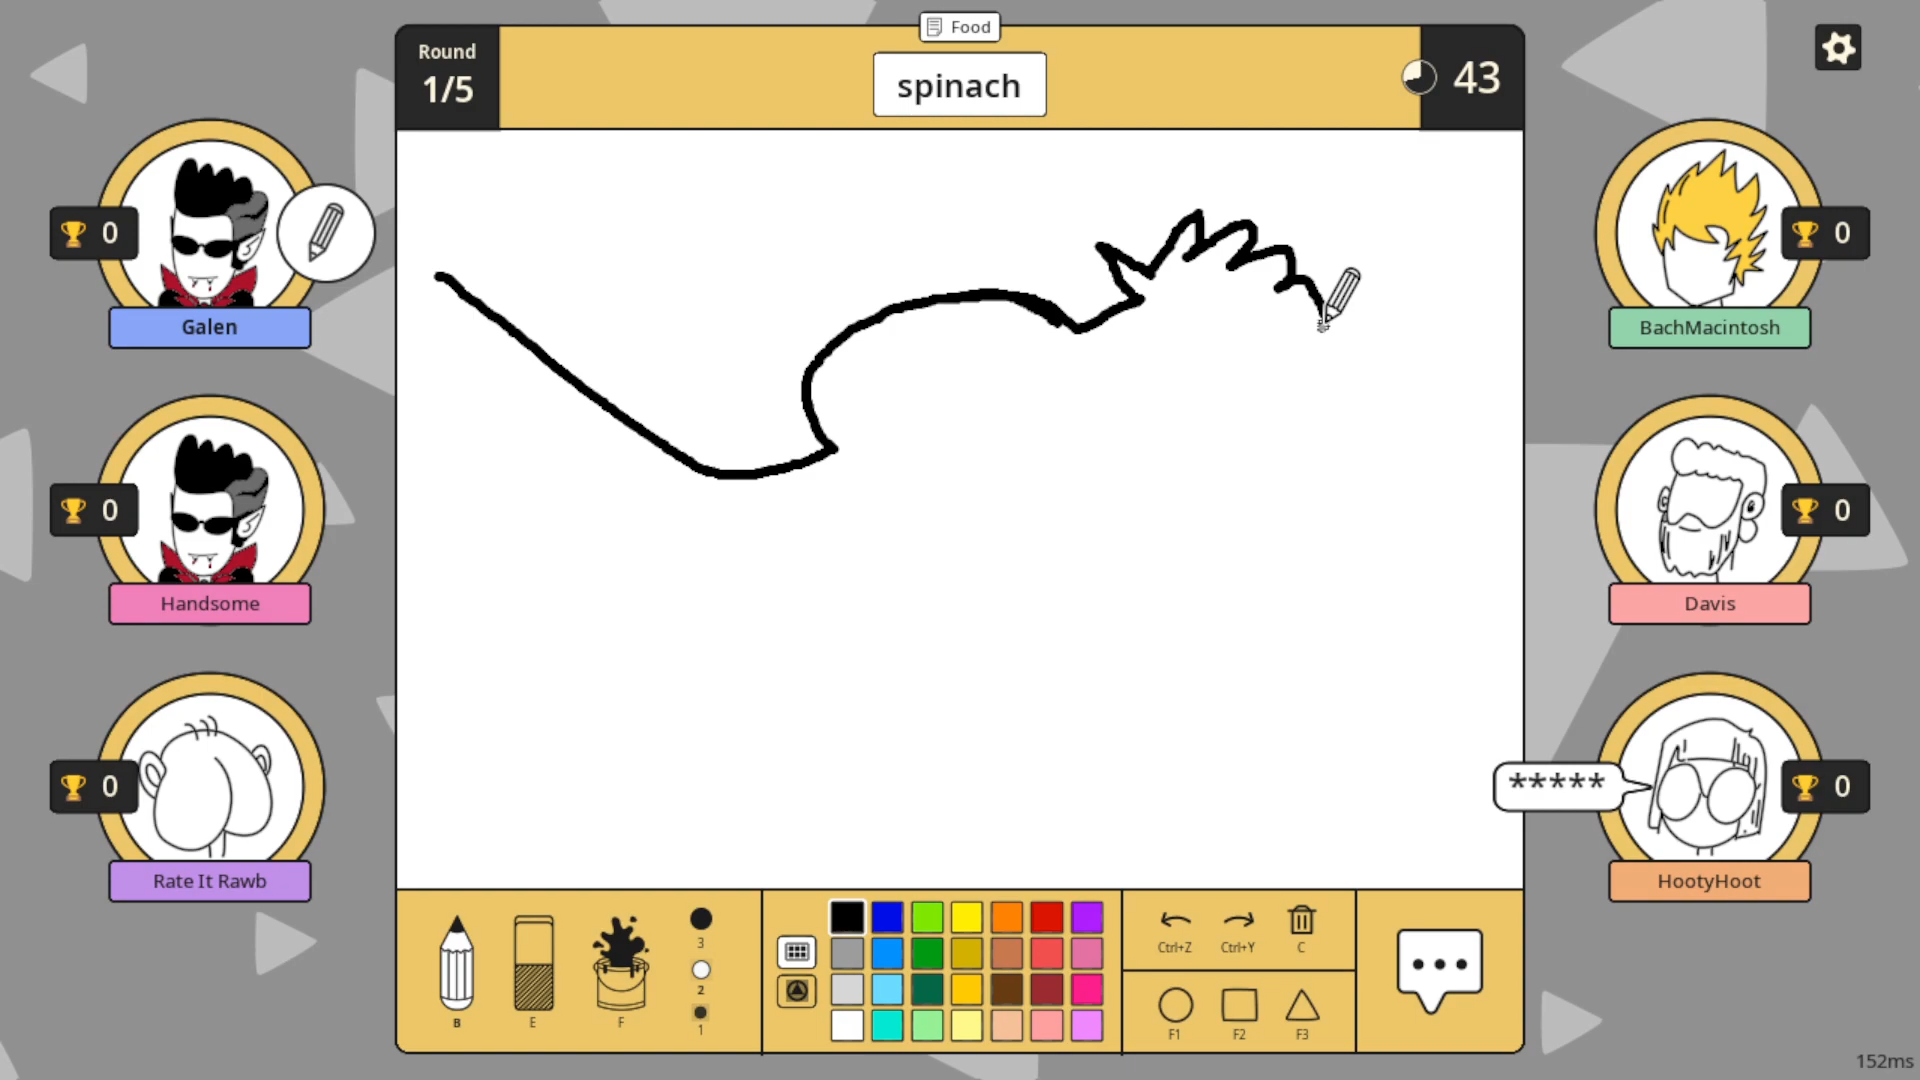 Food
Round
1/5
spinach
43
0
Galen
0
BachMacintosh
0
Handsome
0
Davis
0
Rate It Rawb
*****
0
HootyHoot
B
E
F
3
2
1
Ctrl+Z
Ctrl+Y
C
F1
F2
F3
152ms